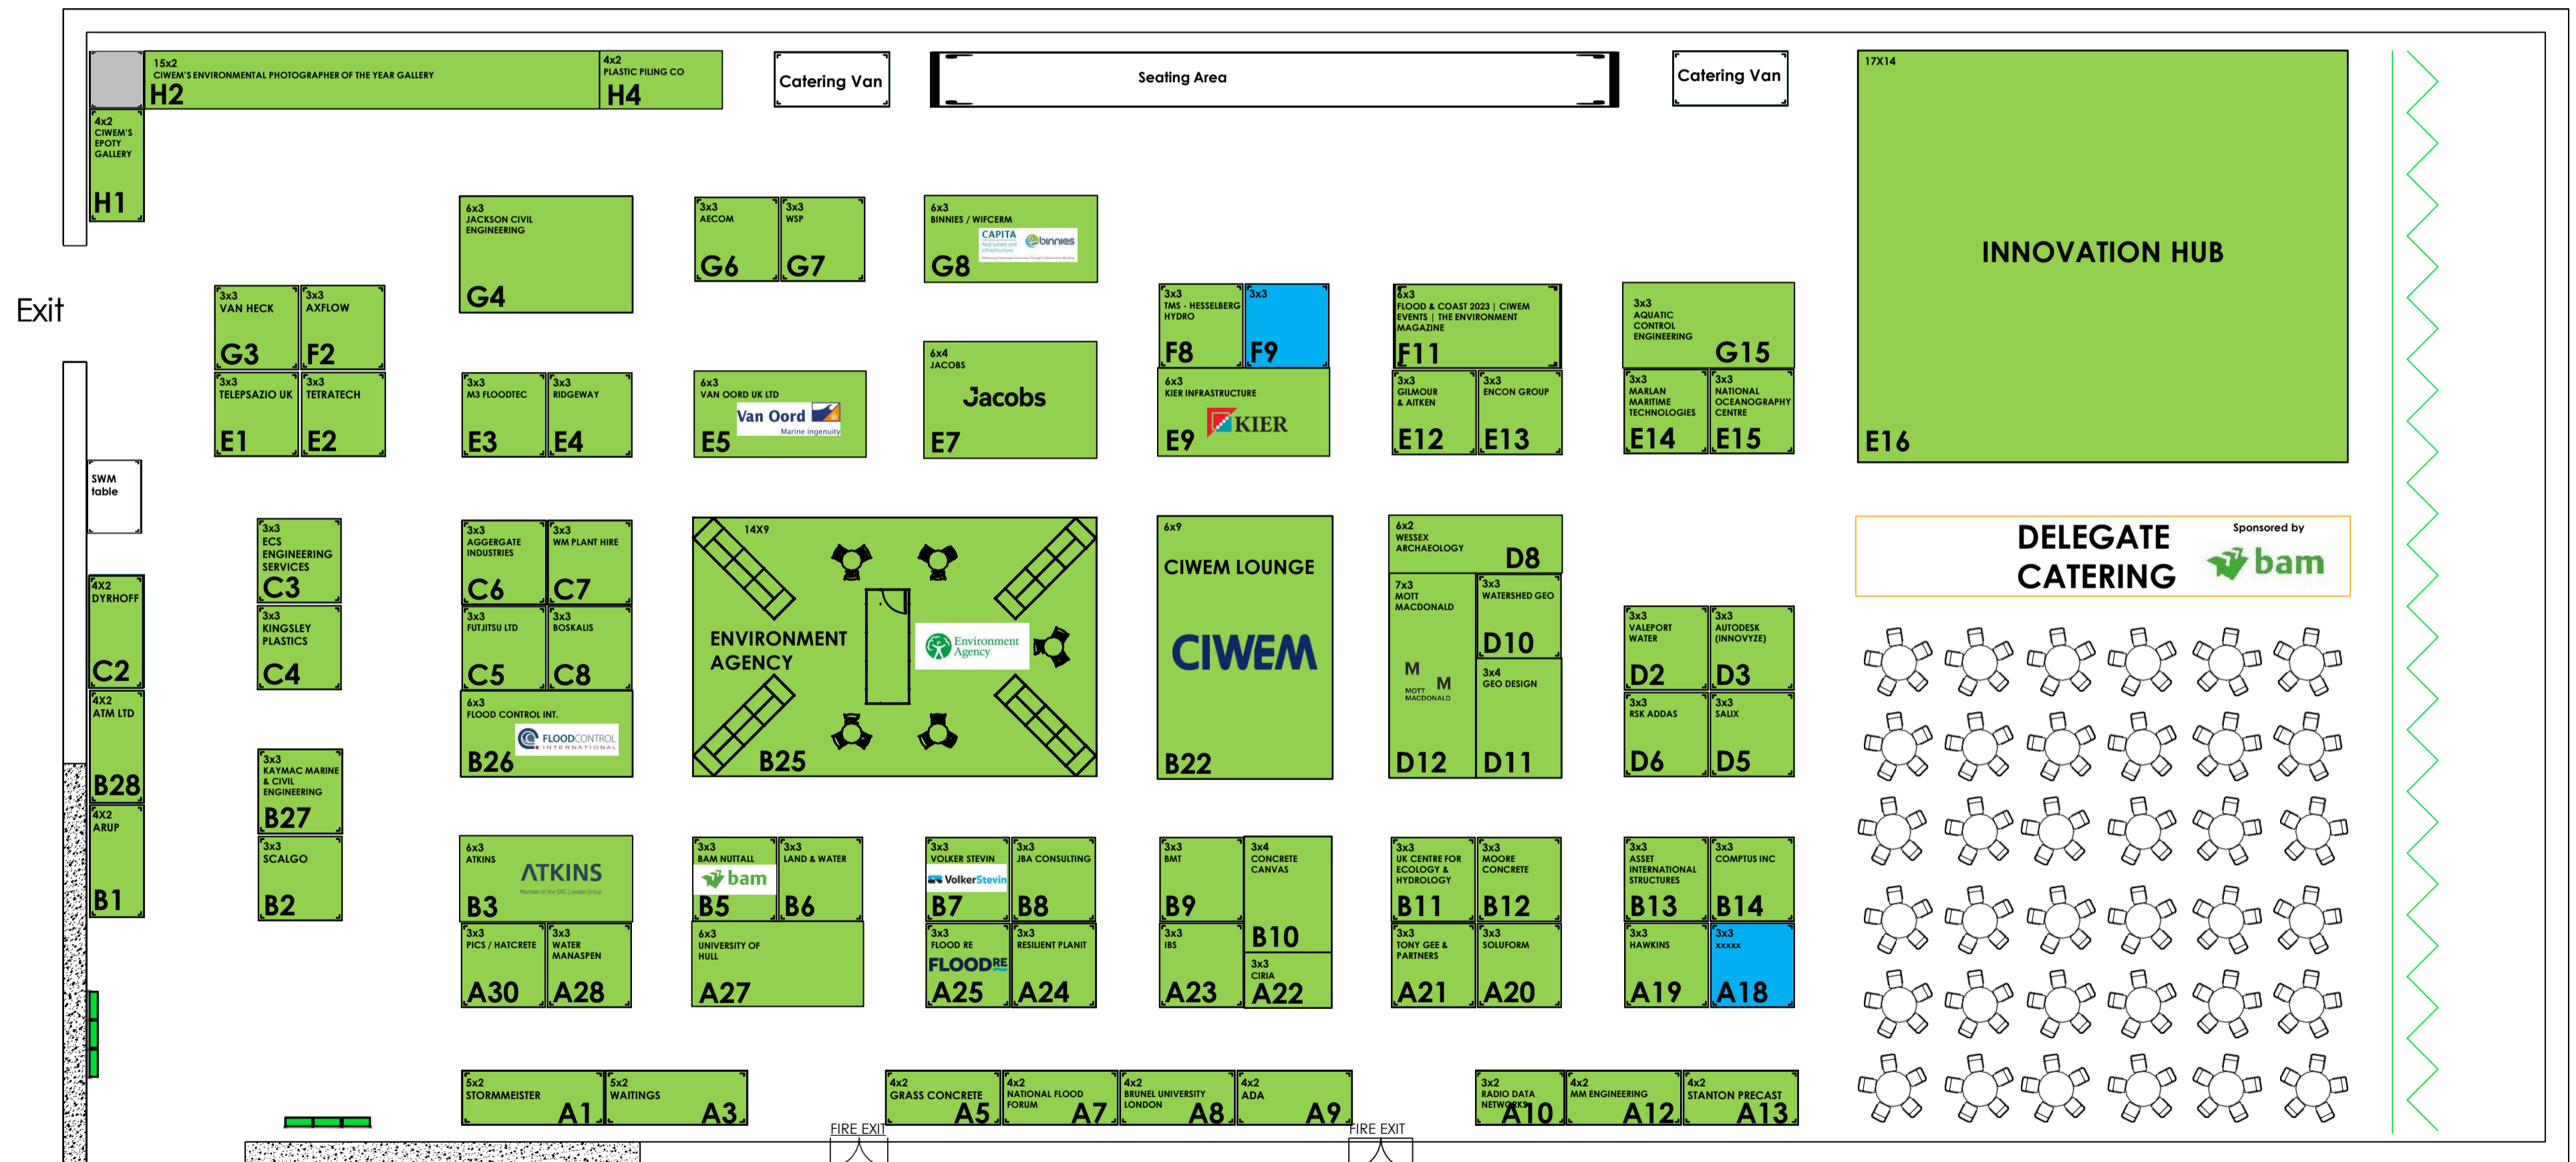 15x2
CIWEM'S ENVIRONMENTAL PHOTOGRAPHER OF THE YEAR GALLERY
H2
4x2
PLASTIC PILING CO
H4
Catering Van
Seating Area
Catering Van
17X14
INNOVATION HUB
E16
4x2
CIWEM'S
EPOTY
GALLERY
H1
Exit
6x3
JACKSON CIVIL
ENGINEERING
G4
3x3
AECOM
G6
3x3
WSP
G7
6x3
BINNIES / WIFCERM
CAPITA
Real estate and
infrastructure
binnies
G8
3x3
VAN HECK
G3
3x3
AXFLOW
F2
3x3
TELEPSAZIO UK
E1
3x3
TETRATECH
E2
3x3
M3 FLOODTEC
E3
3x3
RIDGEWAY
E4
6x3
VAN OORD UK LTD
Van Oord
Marine ingenuity
E5
6x4
JACOBS
Jacobs
E7
3x3
TMS - HESSELBERG
HYDRO
F8
3x3
F9
6x3
KIER INFRASTRUCTURE
KIER
E9
6x3
FLOOD & COAST 2023 | CIWEM
EVENTS | THE ENVIRONMENT
MAGAZINE
F11
3x3
GILMOUR
& AITKEN
E12
3x3
ENCON GROUP
E13
3x3
AQUATIC
CONTROL
ENGINEERING
G15
3x3
MARLAN
MARITIME
TECHNOLOGIES
E14
3x3
NATIONAL
OCEANOGRAPHY
CENTRE
E15
SWM
table
3x3
ECS
ENGINEERING
SERVICES
C3
3x3
KINGSLEY
PLASTICS
C4
4X2
DYRHOFF
C2
4X2
ATM LTD
B28
4X2
ARUP
B1
3x3
KAYMAC MARINE
& CIVIL
ENGINEERING
B27
3x3
SCALGO
B2
3x3
AGGERGATE
INDUSTRIES
C6
3x3
WM PLANT HIRE
C7
3x3
FUTJITSU LTD
C5
3x3
BOSKALIS
C8
6x3
FLOOD CONTROL INT.
FLOODCONTROL
INTERNATIONAL
B26
14X9
ENVIRONMENT
AGENCY
Environment
Agency
B25
6x9
CIWEM LOUNGE
CIWEM
B22
6x2
WESSEX
ARCHAEOLOGY
D8
7x3
MOTT
MACDONALD
M
M
MOTT
MACDONALD
D12
3x3
WATERSHED GEO
D10
3x4
GEO DESIGN
D11
3x3
VALEPORT
WATER
D2
3x3
AUTODESK
(INNOVYZE)
D3
3x3
RSK ADDAS
D6
3x3
SALIX
D5
DELEGATE
CATERING
Sponsored by
bam
6x3
ATKINS
ATKINS
Member of the SNC-Lavalin Group
B3
3x3
PICS / HATCRETE
A30
3x3
WATER
MANASPEN
A28
3x3
BAM NUTTALL
bam
B5
3x3
LAND & WATER
B6
6x3
UNIVERSITY OF
HULL
A27
3x3
VOLKER STEVIN
VolkerStevin
B7
3x3
JBA CONSULTING
B8
3x3
FLOOD RE
FLOODRE
A25
3x3
RESILIENT PLANIT
A24
3x3
BMT
B9
3x4
CONCRETE
CANVAS
B10
3x3
IBS
A23
3x3
CIRIA
A22
3x3
UK CENTRE FOR
ECOLOGY &
HYDROLOGY
B11
3x3
MOORE
CONCRETE
B12
3x3
TONY GEE &
PARTNERS
A21
3x3
SOLUFORM
A20
3x3
ASSET
INTERNATIONAL
STRUCTURES
B13
3x3
COMPTUS INC
B14
3x3
HAWKINS
A19
3x3
xxxxx
A18
5x2
STORMMEISTER
A1
5x2
WAITINGS
A3
4x2
GRASS CONCRETE
A5
4x2
NATIONAL FLOOD
FORUM
A7
4x2
BRUNEL UNIVERSITY
LONDON
A8
4x2
ADA
A9
3x2
RADIO DATA
NETWORKS
A10
4x2
MM ENGINEERING
A12
4x2
STANTON PRECAST
A13
FIRE EXIT
FIRE EXIT